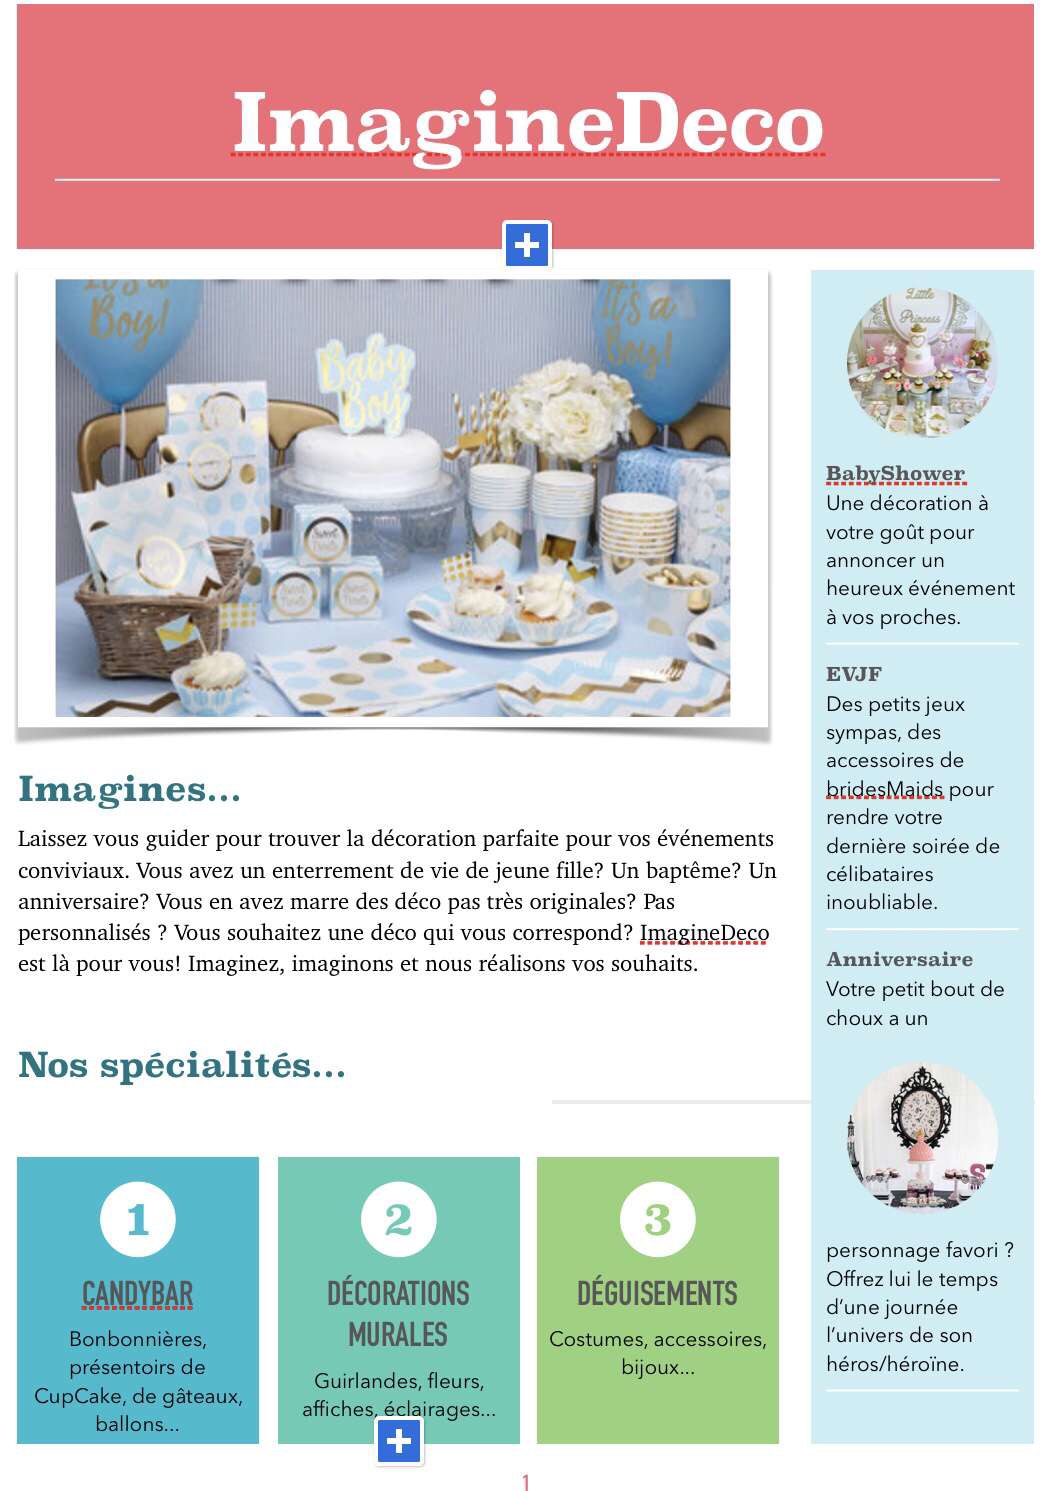 ImagineDeco
It's a
Boy!
It's a
Boy!
Baby
Boy
Sweet
Treats
Little
Princess
BabyShower
Une décoration à
votre goût pour
annoncer un
heureux événement
à vos proches.
EVJF
Des petits jeux
sympas, des
accessoires de
bridesMaids pour
rendre votre
dernière soirée de
célibataires
inoubliable.
Anniversaire
Votre petit bout de
choux a un
personnage favori ?
Offrez lui le temps
d’une journée
l’univers de son
héros/héroïne.
Imagines...
Laissez vous guider pour trouver la décoration parfaite pour vos événements
conviviaux. Vous avez un enterrement de vie de jeune fille? Un baptême? Un
anniversaire? Vous en avez marre des déco pas très originales? Pas
personnalisés ? Vous souhaitez une déco qui vous correspond? ImagineDeco
est là pour vous! Imaginez, imaginons et nous réalisons vos souhaits.
Nos spécialités...
1
CANDYBAR
Bonbonnières,
présentoirs de
CupCake, de gâteaux,
ballons...
2
DÉCORATIONS
MURALES
Guirlandes, fleurs,
affiches, éclairages...
3
DÉGUISEMENTS
Costumes, accessoires,
bijoux...
1